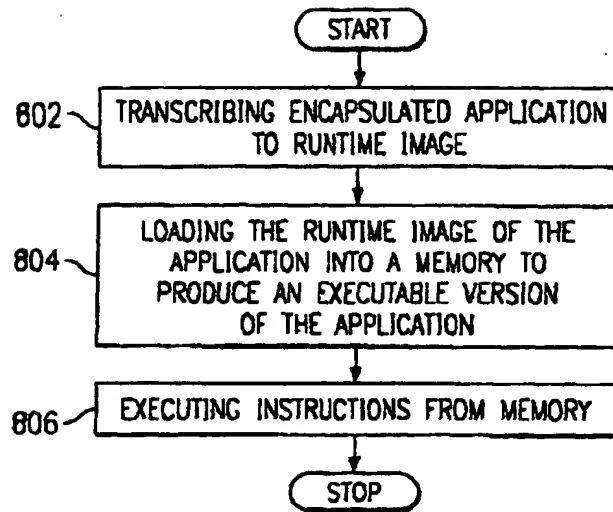 START
802
TRANSCRIBING ENCAPSULATED APPLICATION
TO RUNTIME IMAGE
804
LOADING THE RUNTIME IMAGE OF THE
APPLICATION INTO A MEMORY TO
PRODUCE AN EXECUTABLE VERSION
OF THE APPLICATION
806
EXECUTING INSTRUCTIONS FROM MEMORY
STOP